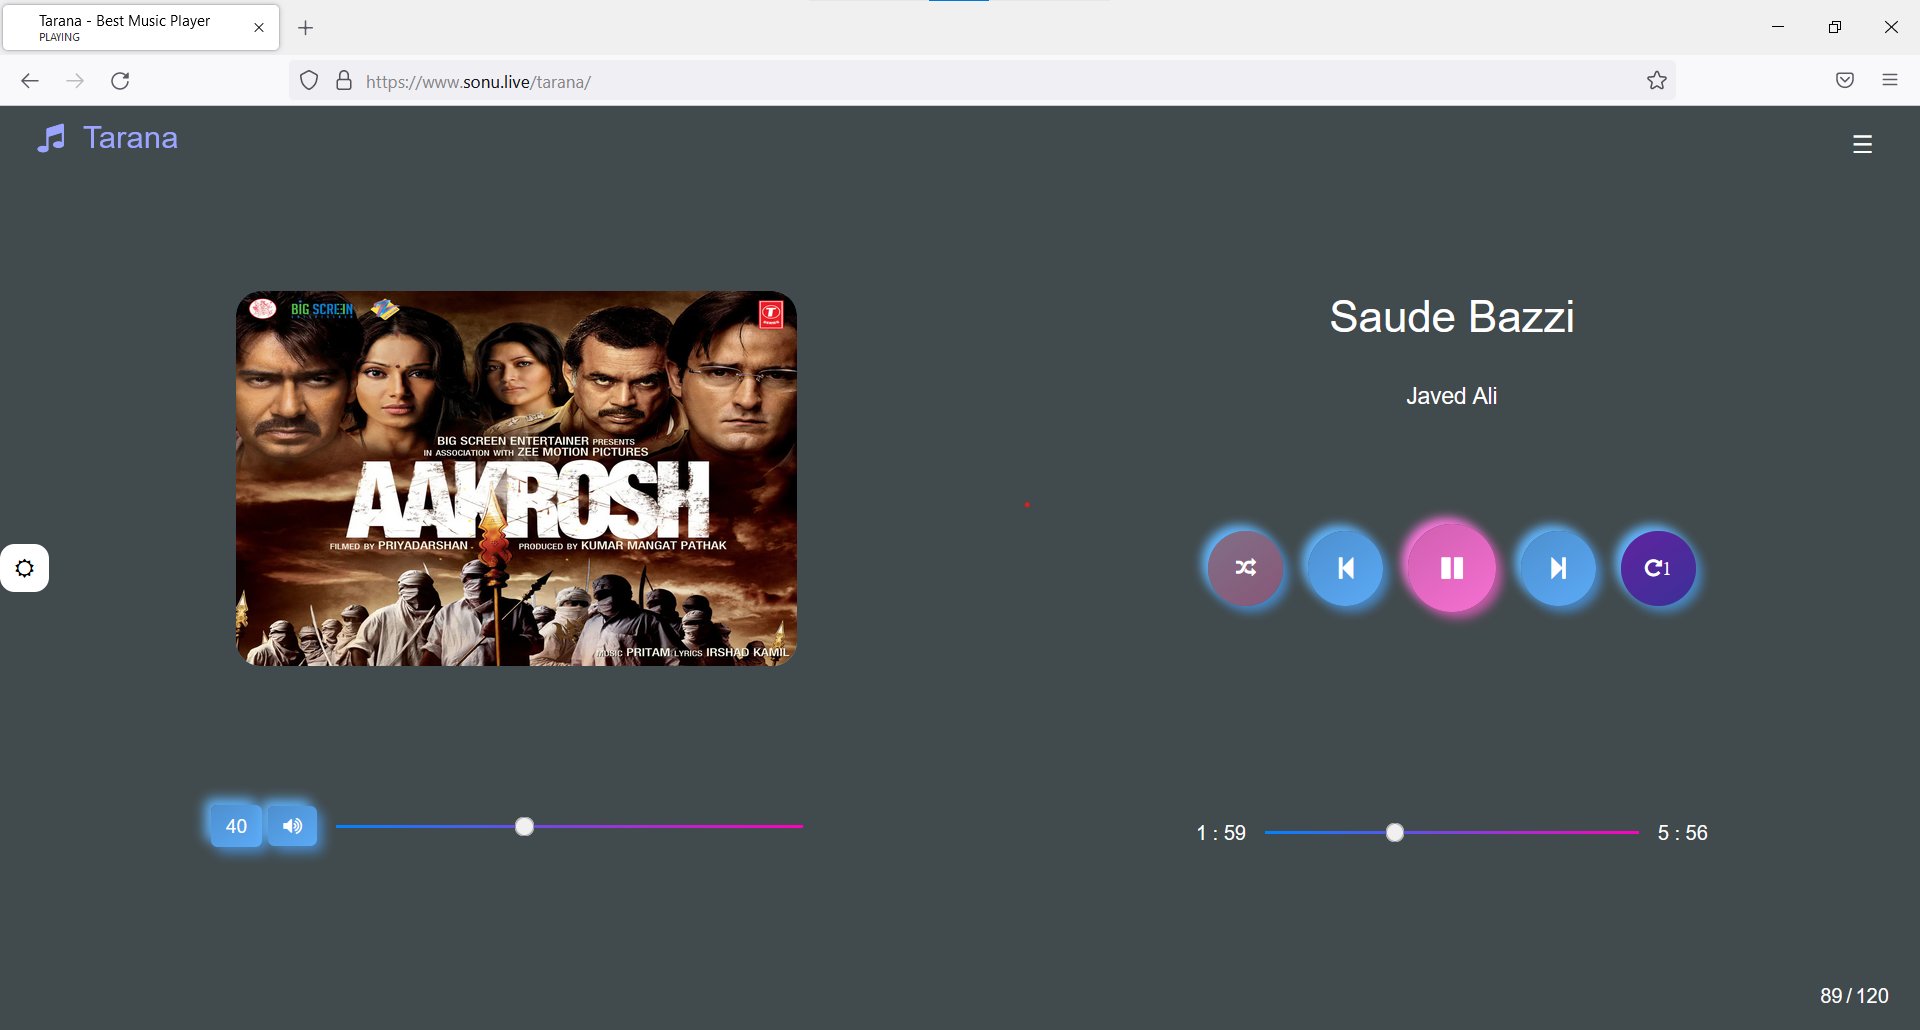 Tarana - Best Music Player
PLAYING
https://www.sonu.live/tarana/
Tarana
BIG SCREEN
T
BIG SCREEN ENTERTAINER PRESENTS
IN ASSOCIATION WITH ZEE MOTION PICTURES
AAKROSH
FILMED BY PRIYADARSHAN - PRODUCED BY KUMAR MANGAT PATHAK
MUSIC PRITAM LYRICS IRSHAD KAMIL
Saude Bazzi
Javed Ali
1
40
1 : 59
5 : 56
89 / 120